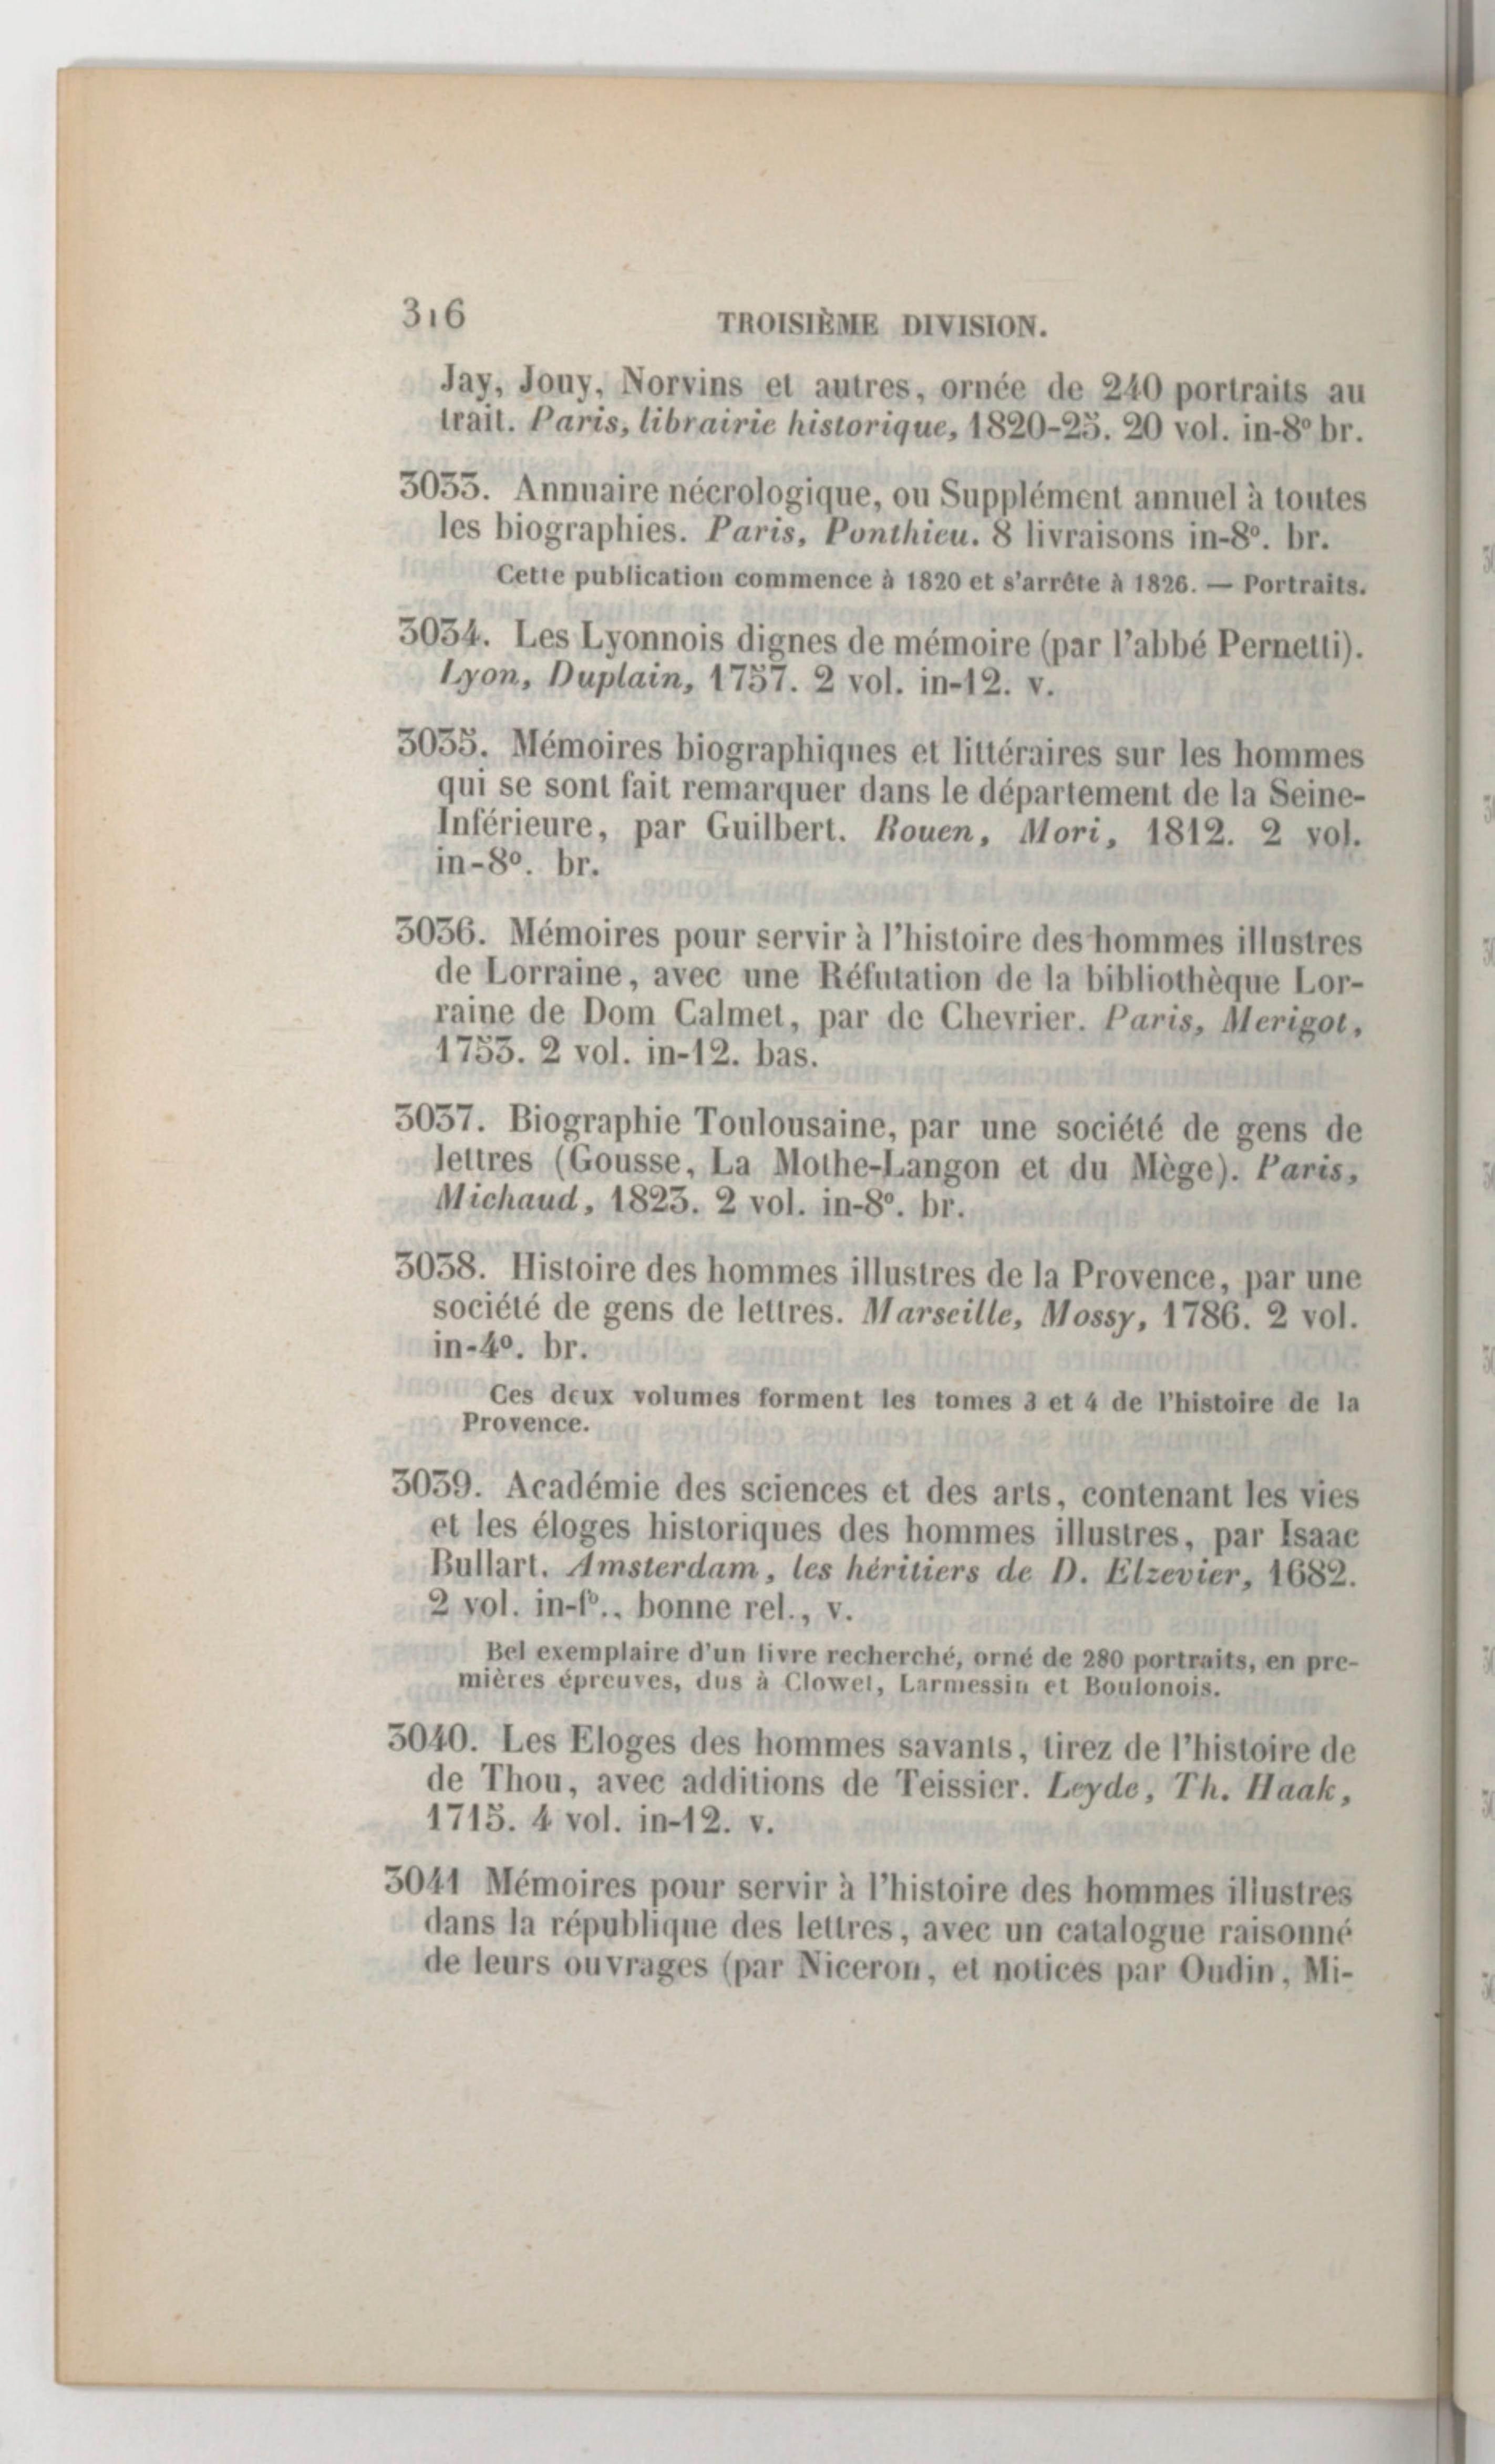 316 TROISIÈME DIVISION.
Jay, Jouy, Norvins et autres, ornée de 240 portraits au
trait. Paris, librairie historique, 1820-25. 20 vol. in-8º br.
3033. Annuaire nécrologique, ou Supplément annuel à toutes
les biographies. Paris, Ponthieu. 8 livraisons in-8º. br.
Cette publication commence à 1820 et s'arrête à 1826. — Portraits.
3034. Les Lyonnois dignes de mémoire (par l'abbé Pernetti).
Lyon, Duplain, 1757. 2 vol. in-12. v.
3035. Mémoires biographiques et littéraires sur les hommes
qui se sont fait remarquer dans le département de la Seine-
Inférieure, par Guilbert. Rouen, Mori, 1812. 2 vol.
in-8º. br.
3036. Mémoires pour servir à l'histoire des hommes illustres
de Lorraine, avec une Réfutation de la bibliothèque Lor-
raine de Dom Calmet, par de Chevrier. Paris, Merigot,
1753. 2 vol. in-12. bas.
3037. Biographie Toulousaine, par une société de gens de
lettres (Gousse, La Mothe-Langon et du Mège). Paris,
Michaud, 1823. 2 vol. in-8º. br.
3038. Histoire des hommes illustres de la Provence, par une
société de gens de lettres. Marseille, Mossy, 1786. 2 vol.
in-4º. br.
Ces deux volumes forment les tomes 3 et 4 de l'histoire de la
Provence.
3039. Académie des sciences et des arts, contenant les vies
et les éloges historiques des hommes illustres, par Isaac
Bullart. Amsterdam, les héritiers de D. Elzevier, 1682.
2 vol. in-fº., bonne rel., v.
Bel exemplaire d'un livre recherché, orné de 280 portraits, en pre-
mières épreuves, dus à Clowet, Larmessin et Boulonois.
3040. Les Eloges des hommes savants, tirez de l'histoire de
de Thou, avec additions de Teissier. Leyde, Th. Haak,
1715. 4 vol. in-12. v.
3041 Mémoires pour servir à l'histoire des hommes illustres
dans la république des lettres, avec un catalogue raisonné
de leurs ouvrages (par Niceron, et notices par Oudin, Mi-